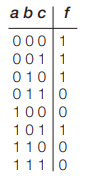 a b c f
0 0 0 1
0 0 1 1
0 1 0 1
0 1 1 0
1 0 0 0
1 0 1 1
1 1 0 0
1 1 1 0